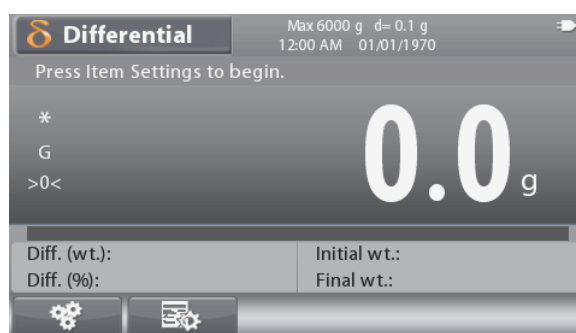 δ Differential
Max 6000 g d= 0.1 g
12:00 AM 01/01/1970
Press Item Settings to begin.
*
G
>0<
0.0 g
Diff. (wt.):
Initial wt.:
Diff. (%):
Final wt.: